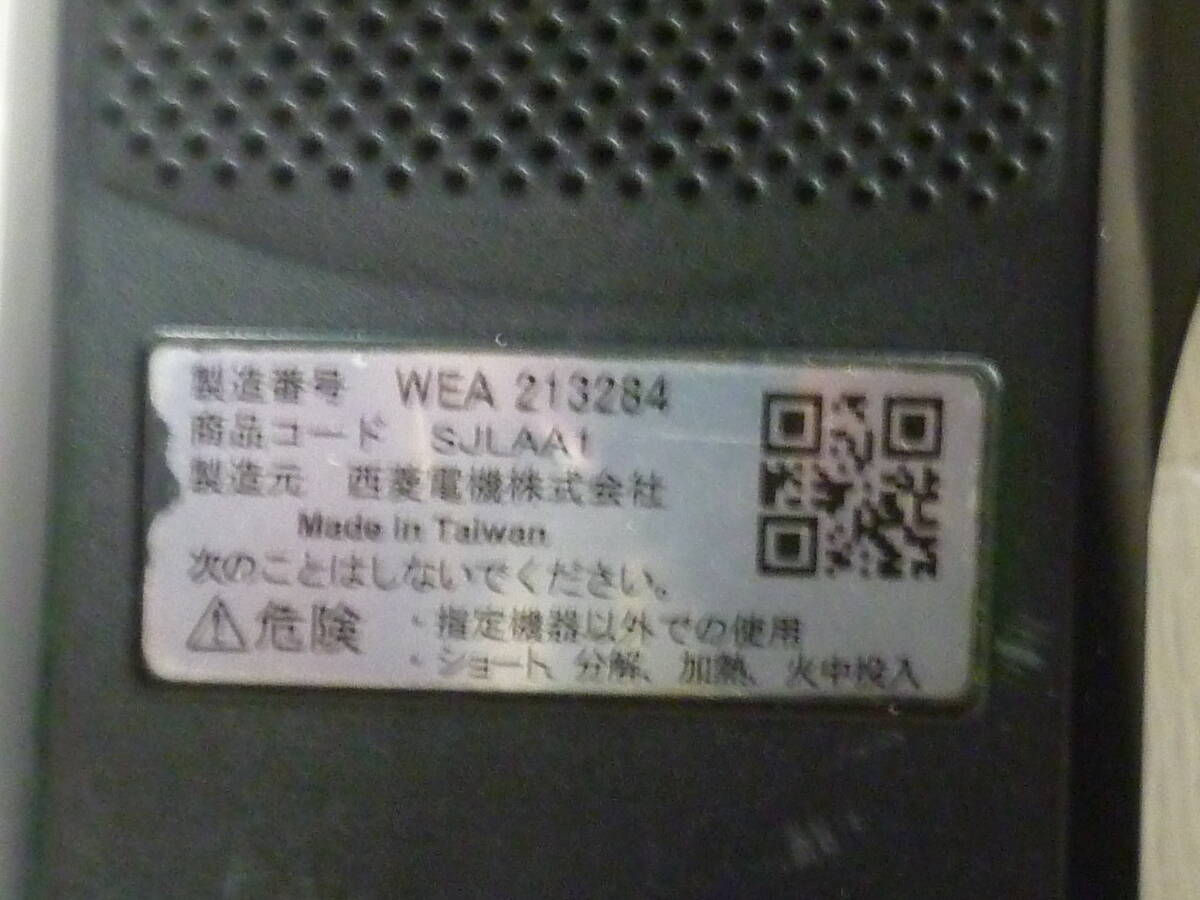 製造番号 WEA 213284
商品コード SJLAA1
製造元 西菱電機株式会社
Made in Taiwan
次のことはしないでください。
危険 ・指定機器以外での使用
・ショート、分解、加熱、火中投入